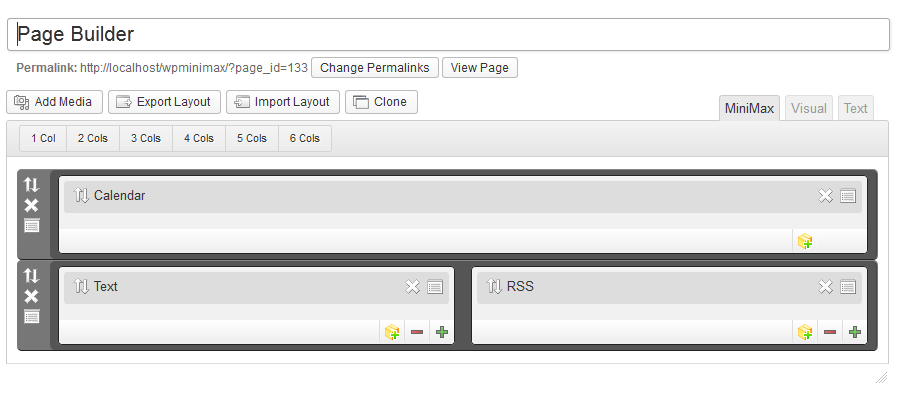 Page Builder
Permalink: http://localhost/wpminimax/?page_id=133 Change Permalinks View Page
Add Media Export Layout Import Layout Clone MiniMax Visual Text
1 Col 2 Cols 3 Cols 4 Cols 5 Cols 6 Cols
Calendar
Text RSS